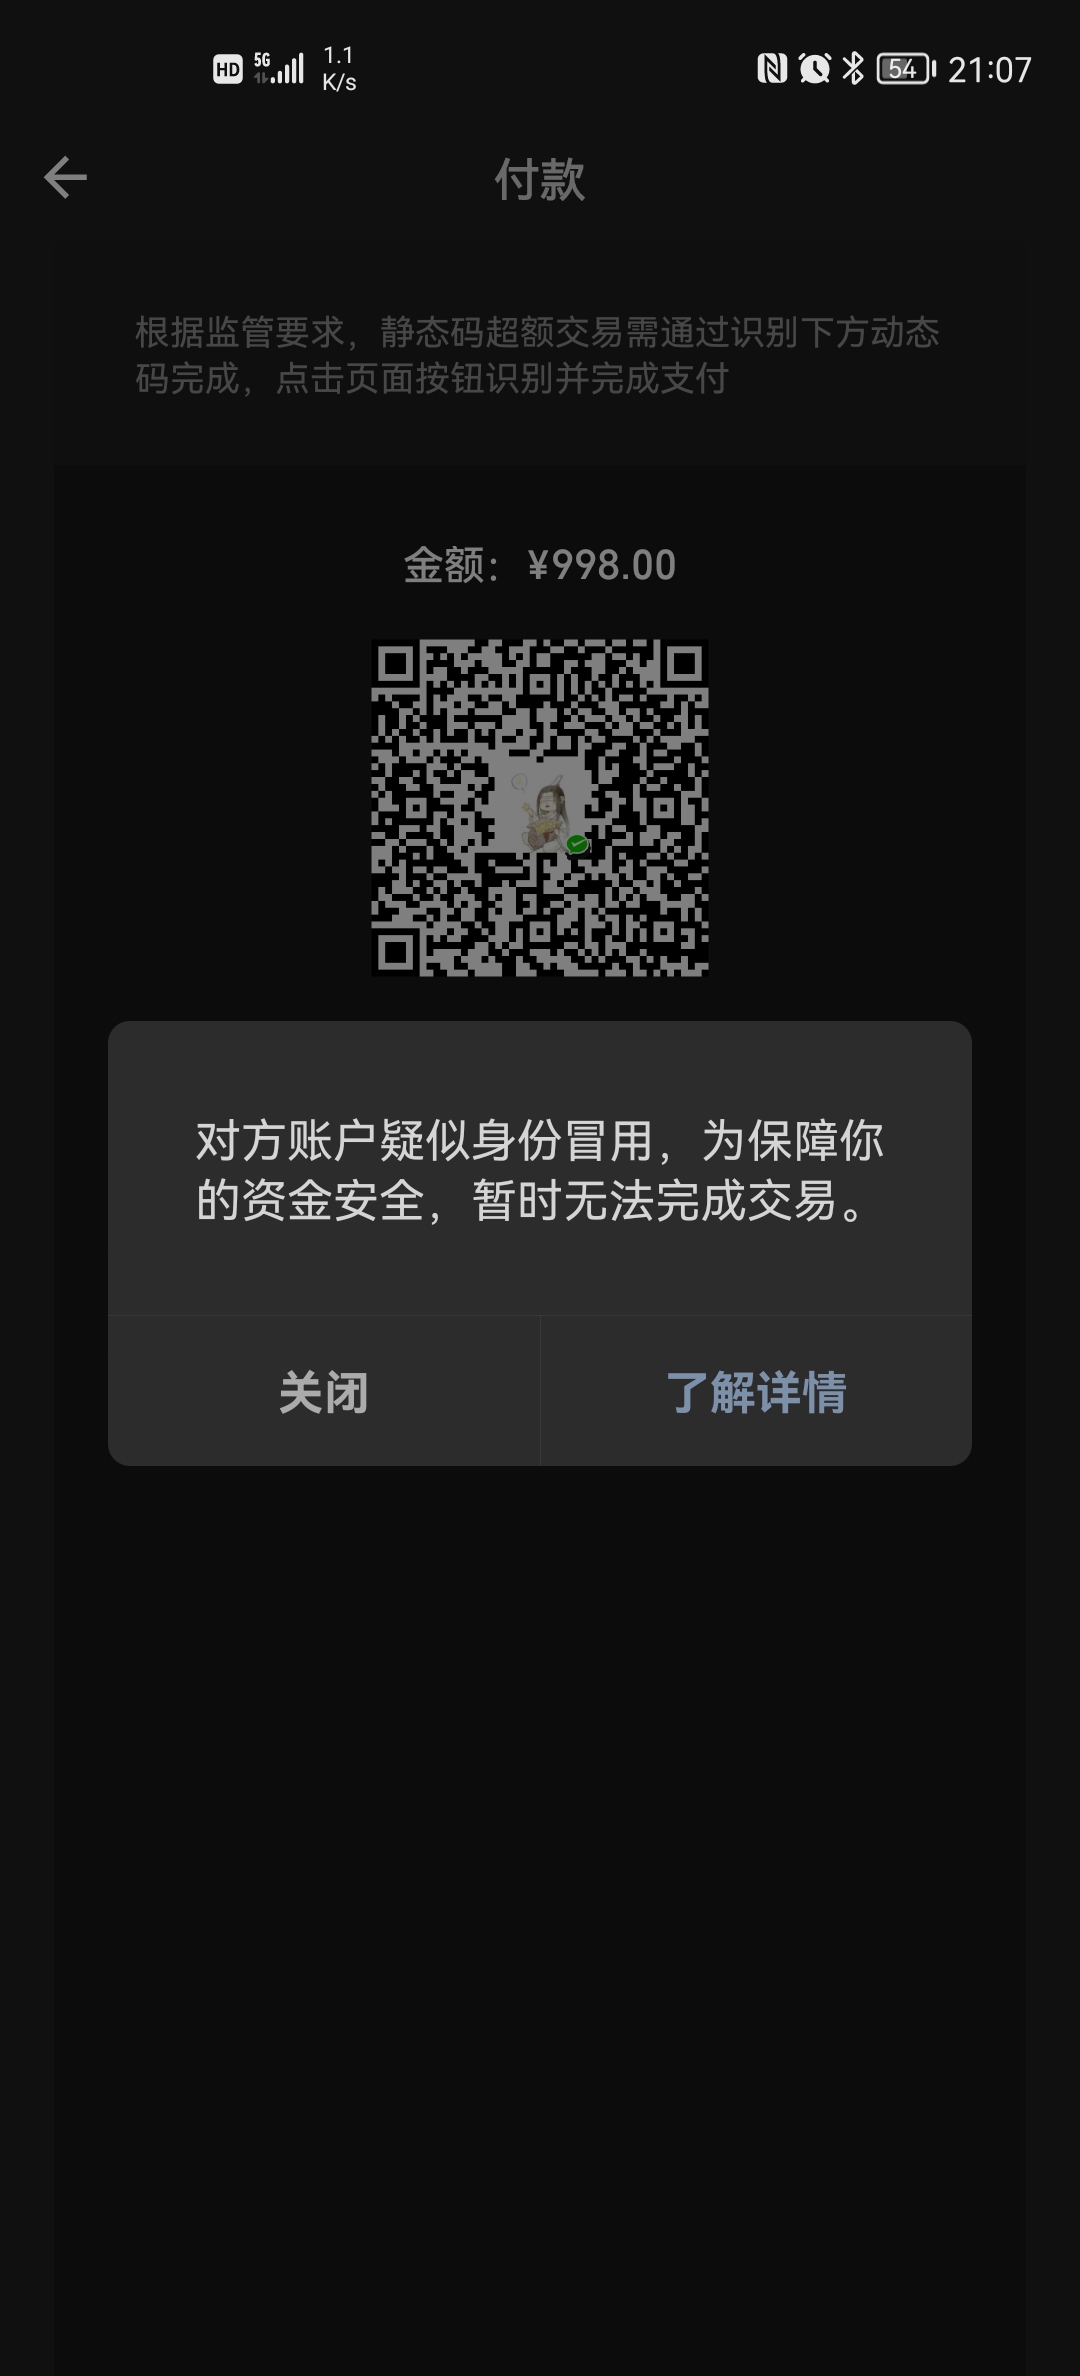 HD 5G 1.1 K/s 54 21:07
付款
根据监管要求，静态码超额交易需通过识别下方动态
码完成，点击页面按钮识别并完成支付
金额：¥998.00
对方账户疑似身份冒用，为保障你
的资金安全，暂时无法完成交易。
关闭 了解详情